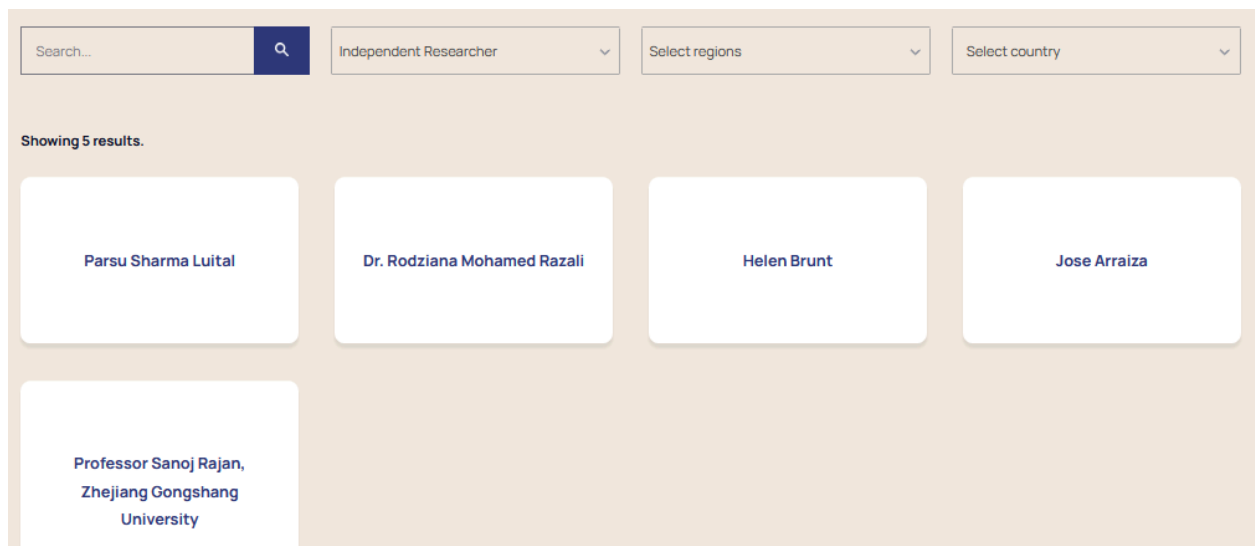 Search...
Independent Researcher
Select regions
Select country
Showing 5 results.
Parsu Sharma Luital
Dr. Rodziana Mohamed Razali
Helen Brunt
Jose Arraiza
Professor Sanoj Rajan,
Zhejiang Gongshang
University